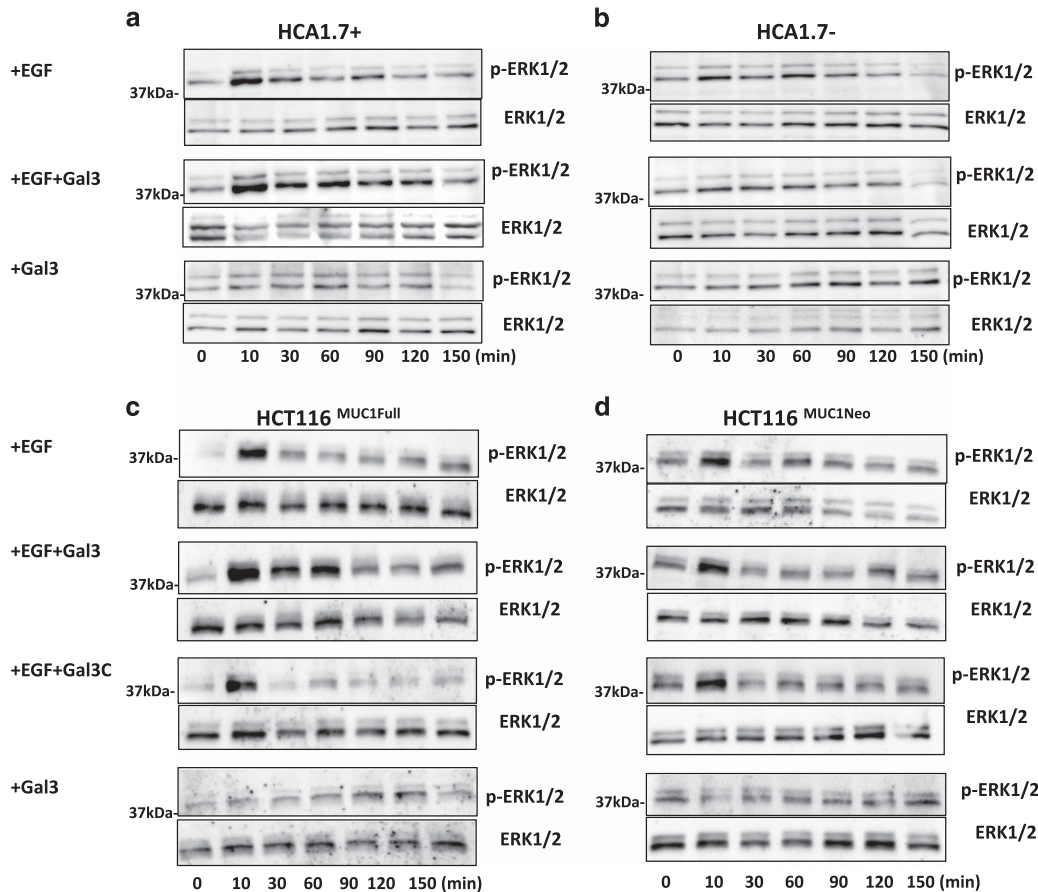 a
HCA1.7+
+EGF
p-ERK1/2
37kDa-
ERK1/2
+EGF+Gal3
p-ERK1/2
37kDa-
ERK1/2
+Gal3
p-ERK1/2
37kDa-
ERK1/2
0 10 30 60 90 120 150 (min)
b
HCA1.7-
p-ERK1/2
37kDa-
ERK1/2
p-ERK1/2
37kDa-
ERK1/2
p-ERK1/2
37kDa-
ERK1/2
0 10 30 60 90 120 150 (min)
c
HCT116 MUC1Full
+EGF
37kDa-
p-ERK1/2
ERK1/2
+EGF+Gal3
p-ERK1/2
37kDa-
ERK1/2
+EGF+Gal3C
p-ERK1/2
37kDa-
ERK1/2
+Gal3
p-ERK1/2
37kDa-
ERK1/2
0 10 30 60 90 120 150 (min)
d
HCT116 MUC1Neo
p-ERK1/2
37kDa-
ERK1/2
p-ERK1/2
37kDa-
ERK1/2
p-ERK1/2
37kDa-
ERK1/2
p-ERK1/2
37kDa-
ERK1/2
0 10 30 60 90 120 150 (min)